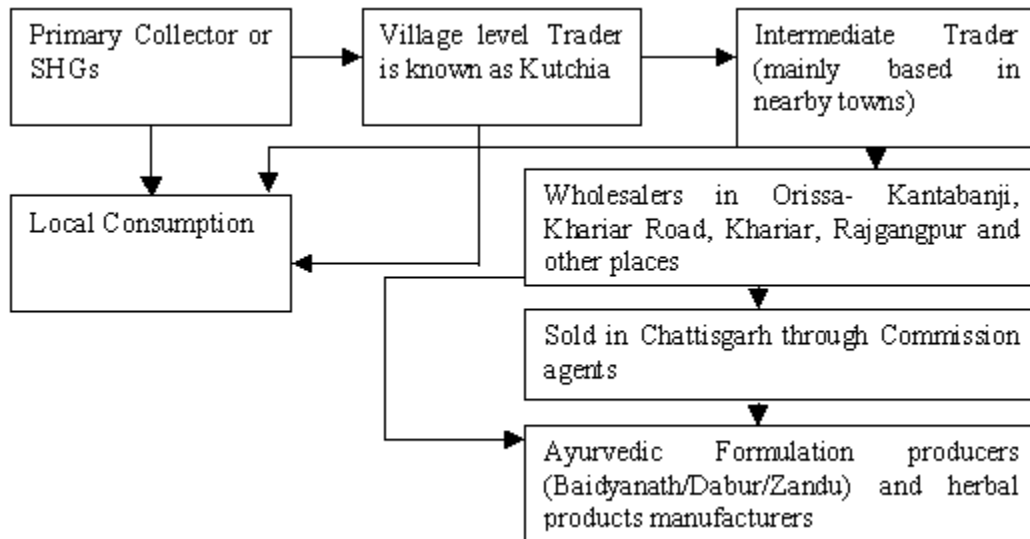 Primary Collector or
SHGs
Village level Trader
is known as Kutchia
Intermediate Trader
(mainly based in
nearby towns)
Local Consumption
Wholesalers in Orissa- Kantabanji,
Khariar Road, Khariar, Rajgangpur and
other places
Sold in Chattisgarh through Commission
agents
Ayurvedic Formulation producers
(Baidyanath/Dabur/Zandu) and herbal
products manufacturers